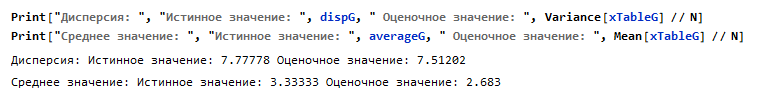 Print["Дисперсия: ", "Истинное значение: ", dispG, " Оценочное значение: ", Variance[xTableG] // N]
Print["Среднее значение: ", "Истинное значение: ", averageG, " Оценочное значение: ", Mean[xTableG] // N]
Дисперсия: Истинное значение: 7.77778 Оценочное значение: 7.51202
Среднее значение: Истинное значение: 3.33333 Оценочное значение: 2.683